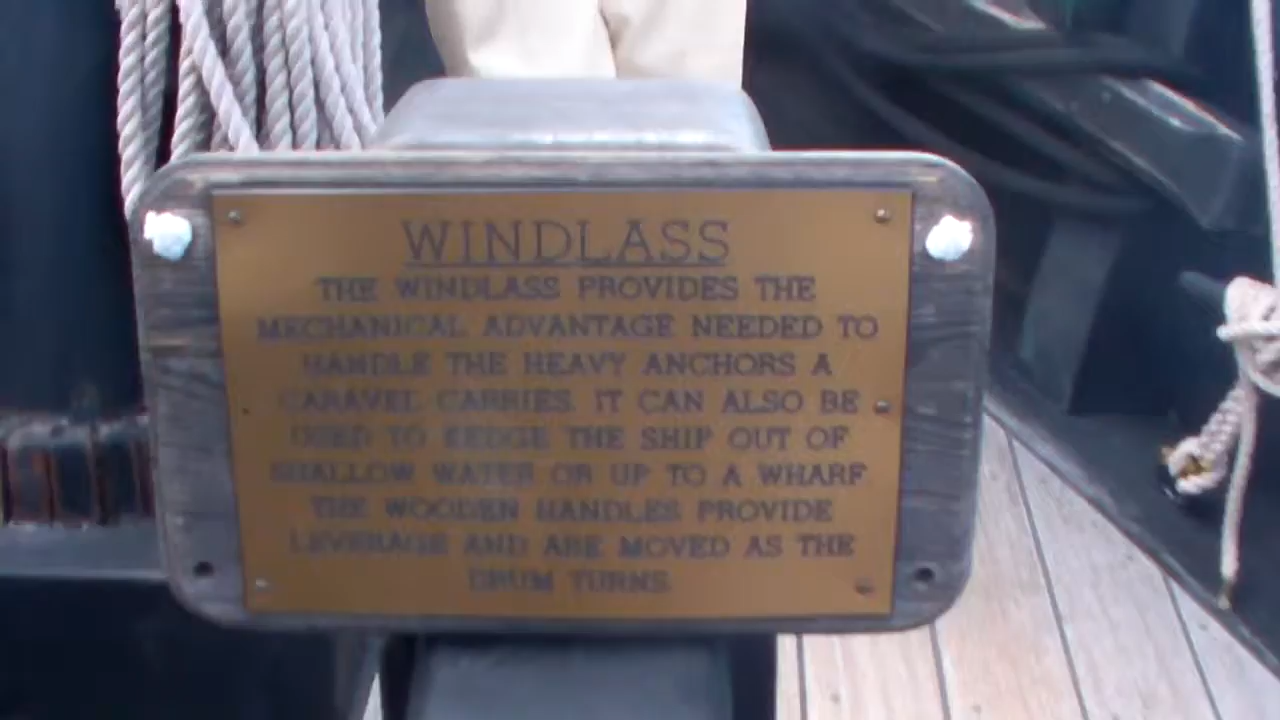 WINDLASS
THE WINDLASS PROVIDES THE
MECHANICAL ADVANTAGE NEEDED TO
HANDLE THE HEAVY ANCHORS A
CARAVEL CARRIES. IT CAN ALSO BE
USED TO KEDGE THE SHIP OUT OF
SHALLOW WATER OR UP TO A WHARF
THE WOODEN HANDLES PROVIDE
LEVERAGE AND ARE MOVED AS THE
DRUM TURNS.